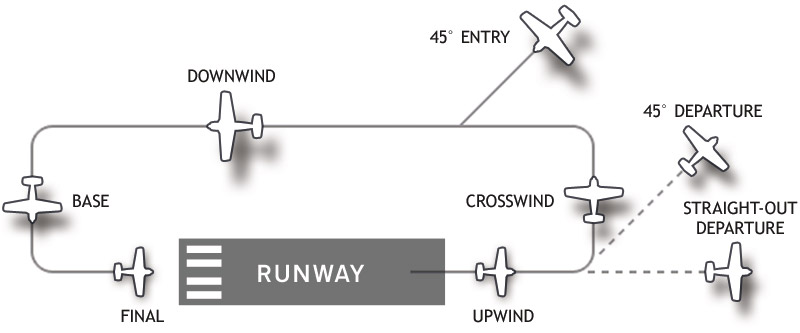 45° ENTRY
DOWNWIND
45° DEPARTURE
BASE
CROSSWIND
STRAIGHT-OUT
DEPARTURE
RUNWAY
FINAL
UPWIND